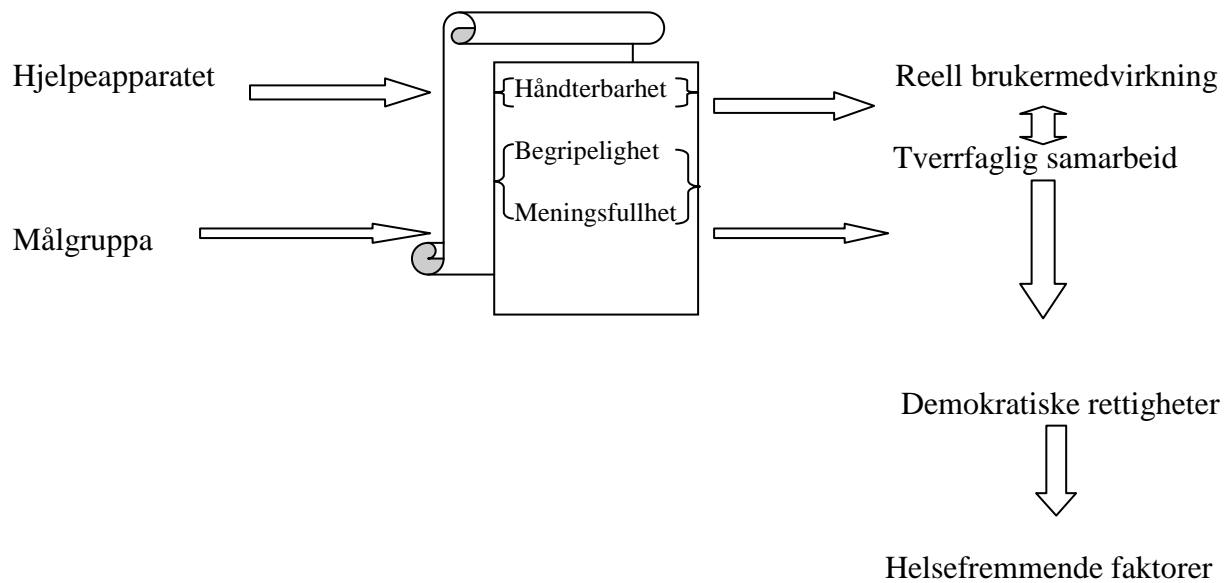 Hjelpeapparatet
Målgruppa
Håndterbarhet
Begripelighet
Meningsfullhet
Reell brukermedvirkning
Tverrfaglig samarbeid
Demokratiske rettigheter
Helsefremmende faktorer